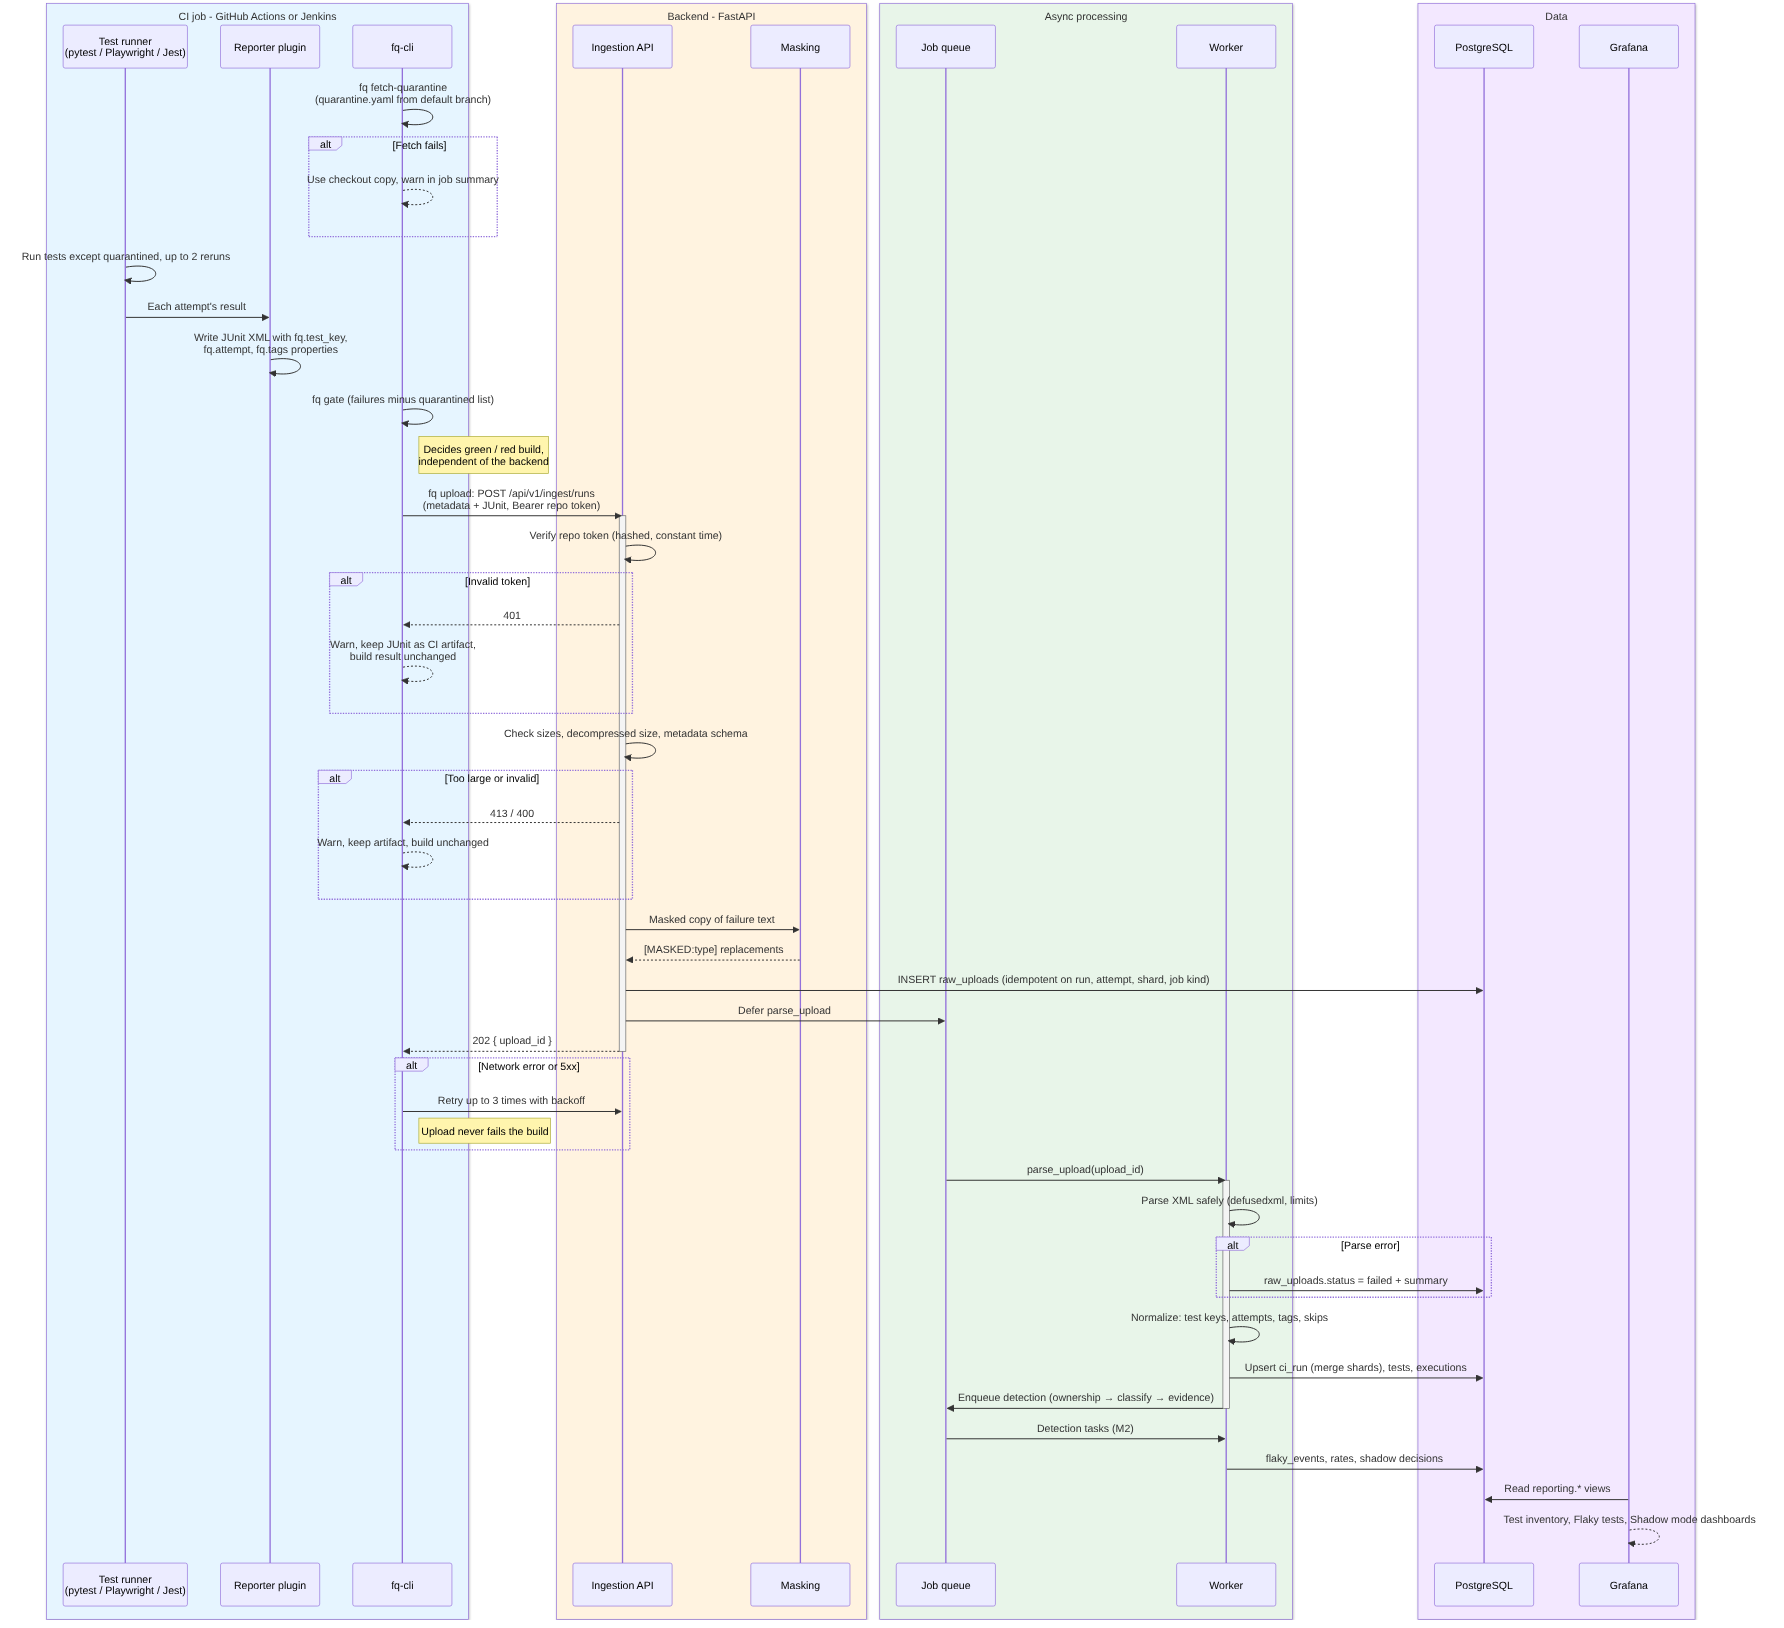 CI job - GitHub Actions or Jenkins
Backend - FastAPI
Async processing
Data
Test runner
(pytest / Playwright / Jest)
Reporter plugin
fq-cli
Ingestion API
Masking
Job queue
Worker
PostgreSQL
Grafana
fq fetch-quarantine
(quarantine.yaml from default branch)
alt
[Fetch fails]
Use checkout copy, warn in job summary
Run tests except quarantined, up to 2 reruns
Each attempt's result
Write JUnit XML with fq.test_key,
fq.attempt, fq.tags properties
fq gate (failures minus quarantined list)
Decides green / red build,
independent of the backend
fq upload: POST /api/v1/ingest/runs
(metadata + JUnit, Bearer repo token)
Verify repo token (hashed, constant time)
alt
[Invalid token]
401
Warn, keep JUnit as CI artifact,
build result unchanged
Check sizes, decompressed size, metadata schema
alt
[Too large or invalid]
413 / 400
Warn, keep artifact, build unchanged
Masked copy of failure text
[MASKED:type] replacements
INSERT raw_uploads (idempotent on run, attempt, shard, job kind)
Defer parse_upload
202 { upload_id }
alt
[Network error or 5xx]
Retry up to 3 times with backoff
Upload never fails the build
parse_upload(upload_id)
Parse XML safely (defusedxml, limits)
alt
[Parse error]
raw_uploads.status = failed + summary
Normalize: test keys, attempts, tags, skips
Upsert ci_run (merge shards), tests, executions
Enqueue detection (ownership → classify → evidence)
Detection tasks (M2)
flaky_events, rates, shadow decisions
Read reporting.* views
Test inventory, Flaky tests, Shadow mode dashboards
Test runner
(pytest / Playwright / Jest)
Reporter plugin
fq-cli
Ingestion API
Masking
Job queue
Worker
PostgreSQL
Grafana